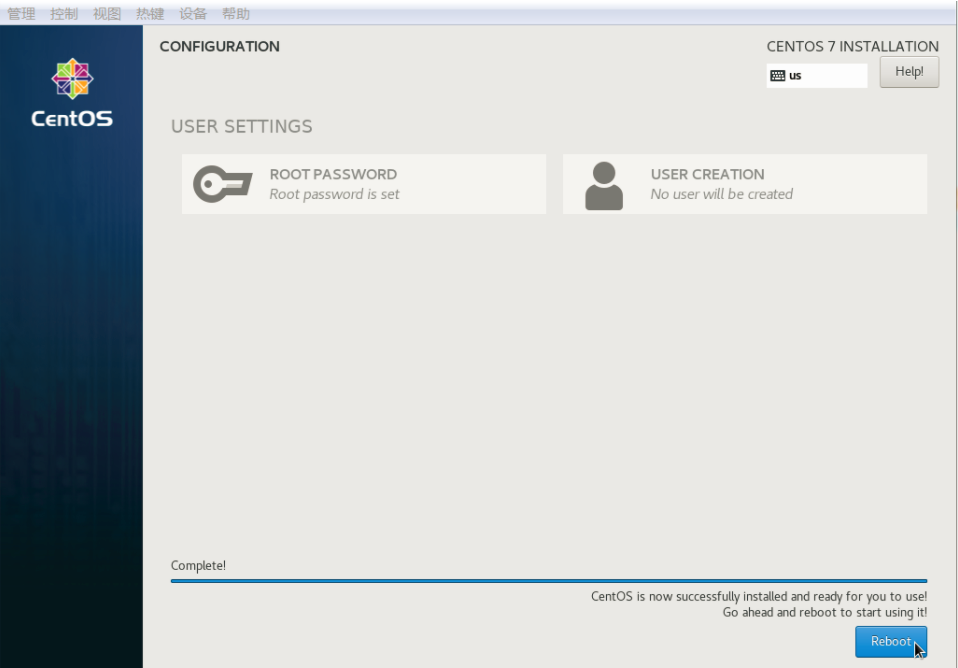 管理 控制 视图 热键 设备 帮助
CentOS
CONFIGURATION
CENTOS 7 INSTALLATION
us
Help!
USER SETTINGS
ROOT PASSWORD
Root password is set
USER CREATION
No user will be created
Complete!
CentOS is now successfully installed and ready for you to use!
Go ahead and reboot to start using it!
Reboot